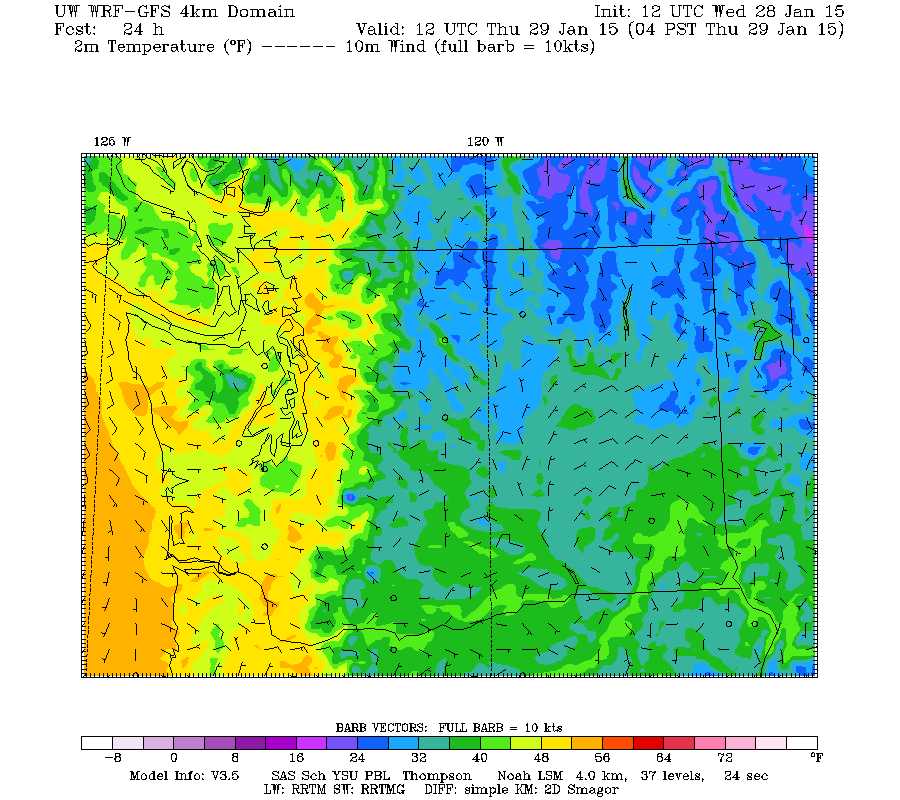 UW WRF-GFS 4km Domain Init: 12 UTC Wed 28 Jan 15
Fcst: 24 h Valid: 12 UTC Thu 29 Jan 15 (04 PST Thu 29 Jan 15)
2m Temperature (°F) ------ 10m Wind (full barb = 10kts)
126 W 120 W
BARB VECTORS: FULL BARB = 10 kts
-8 0 8 16 24 32 40 48 56 64 72 °F
Model Info: V3.5 SAS Sch YSU PBL Thompson Noah LSM 4.0 km, 37 levels, 24 sec
LW: RRTM SW: RRTMG DIFF: simple KM: 2D Smagor